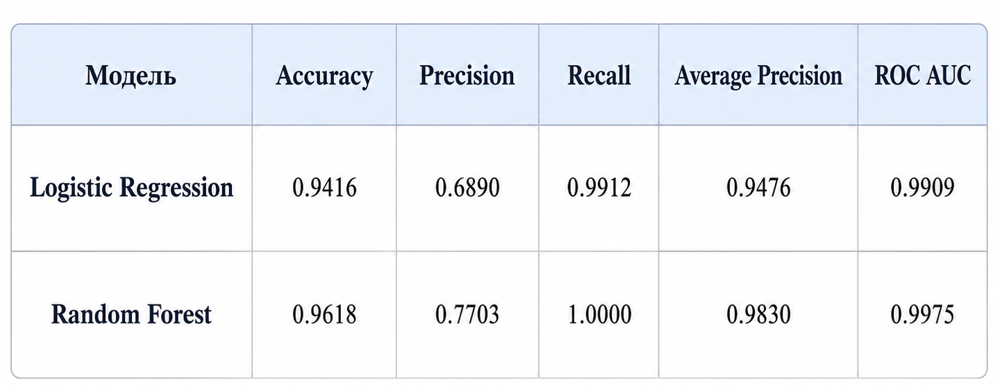 Модель Accuracy Precision Recall Average Precision ROC AUC
Logistic Regression 0.9416 0.6890 0.9912 0.9476 0.9909
Random Forest 0.9618 0.7703 1.0000 0.9830 0.9975